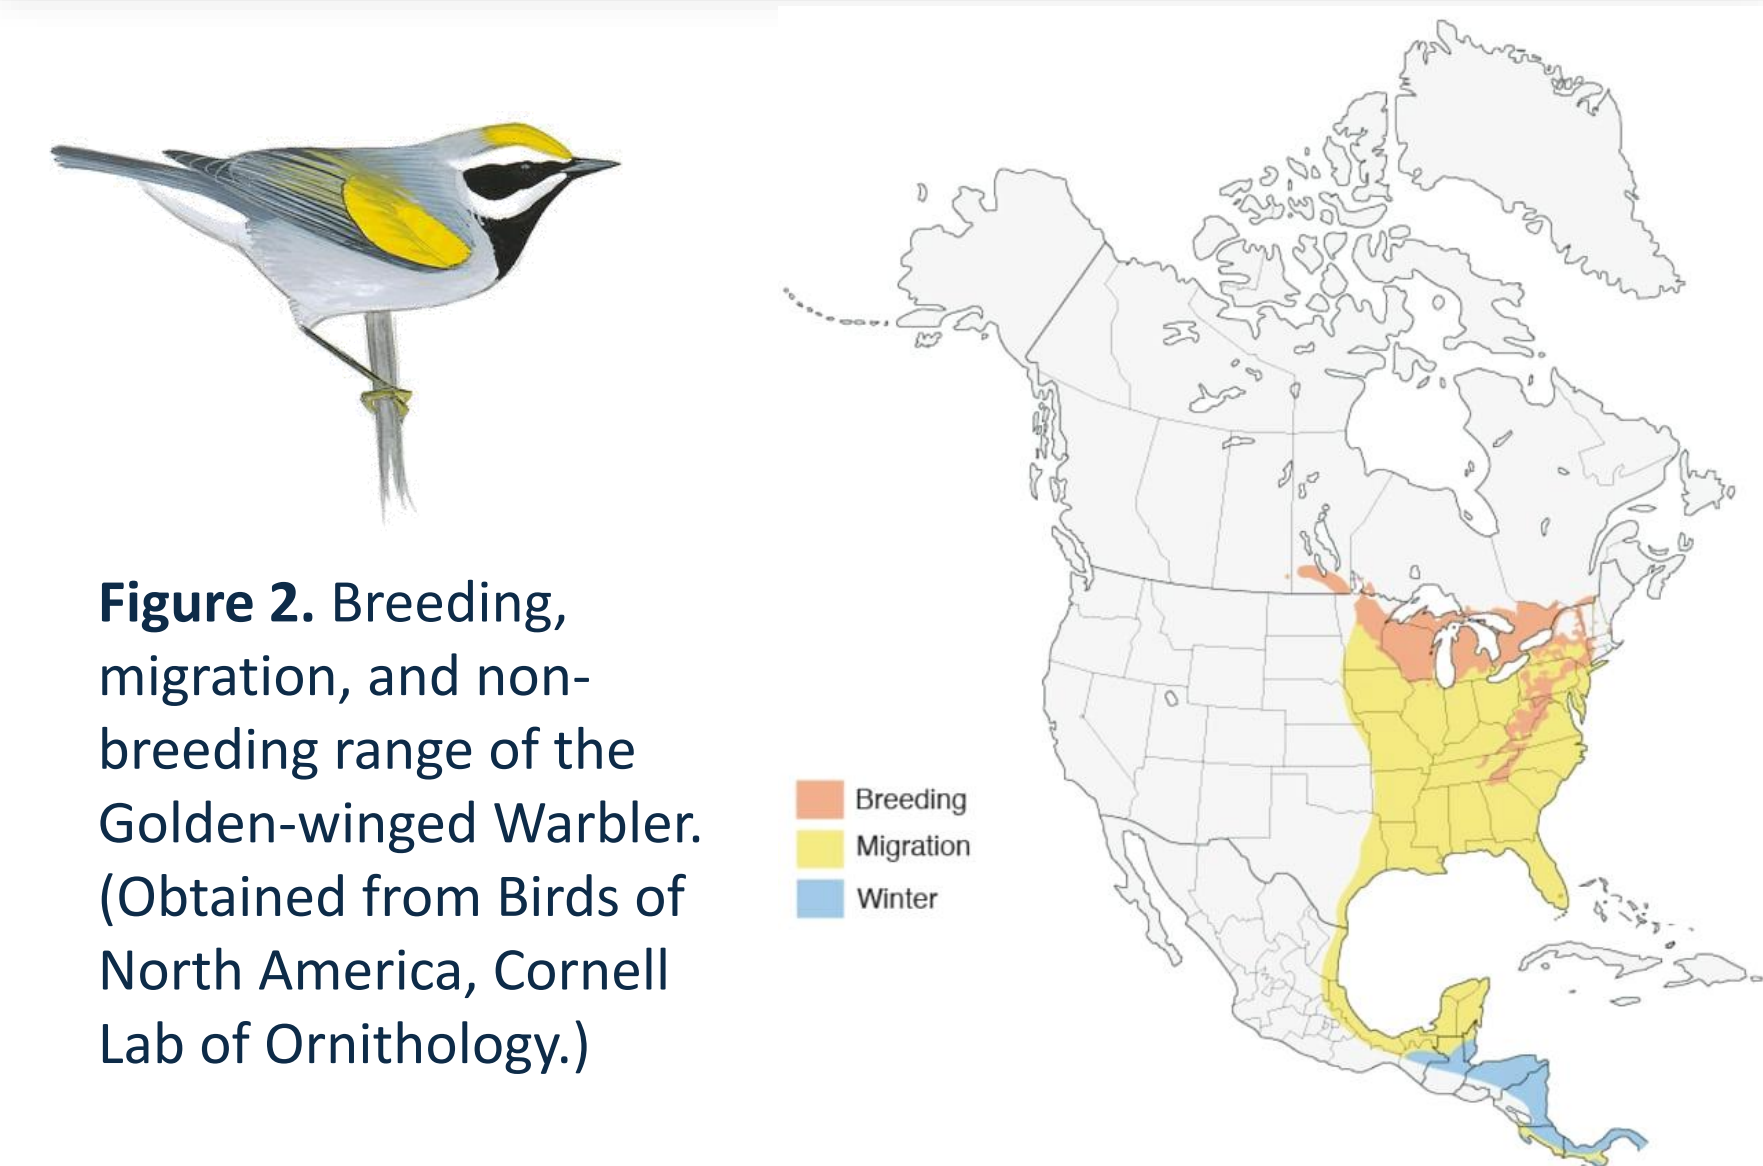 Figure 2. Breeding,
migration, and non-
breeding range of the
Golden-winged Warbler.
(Obtained from Birds of
North America, Cornell
Lab of Ornithology.)
Breeding
Migration
Winter